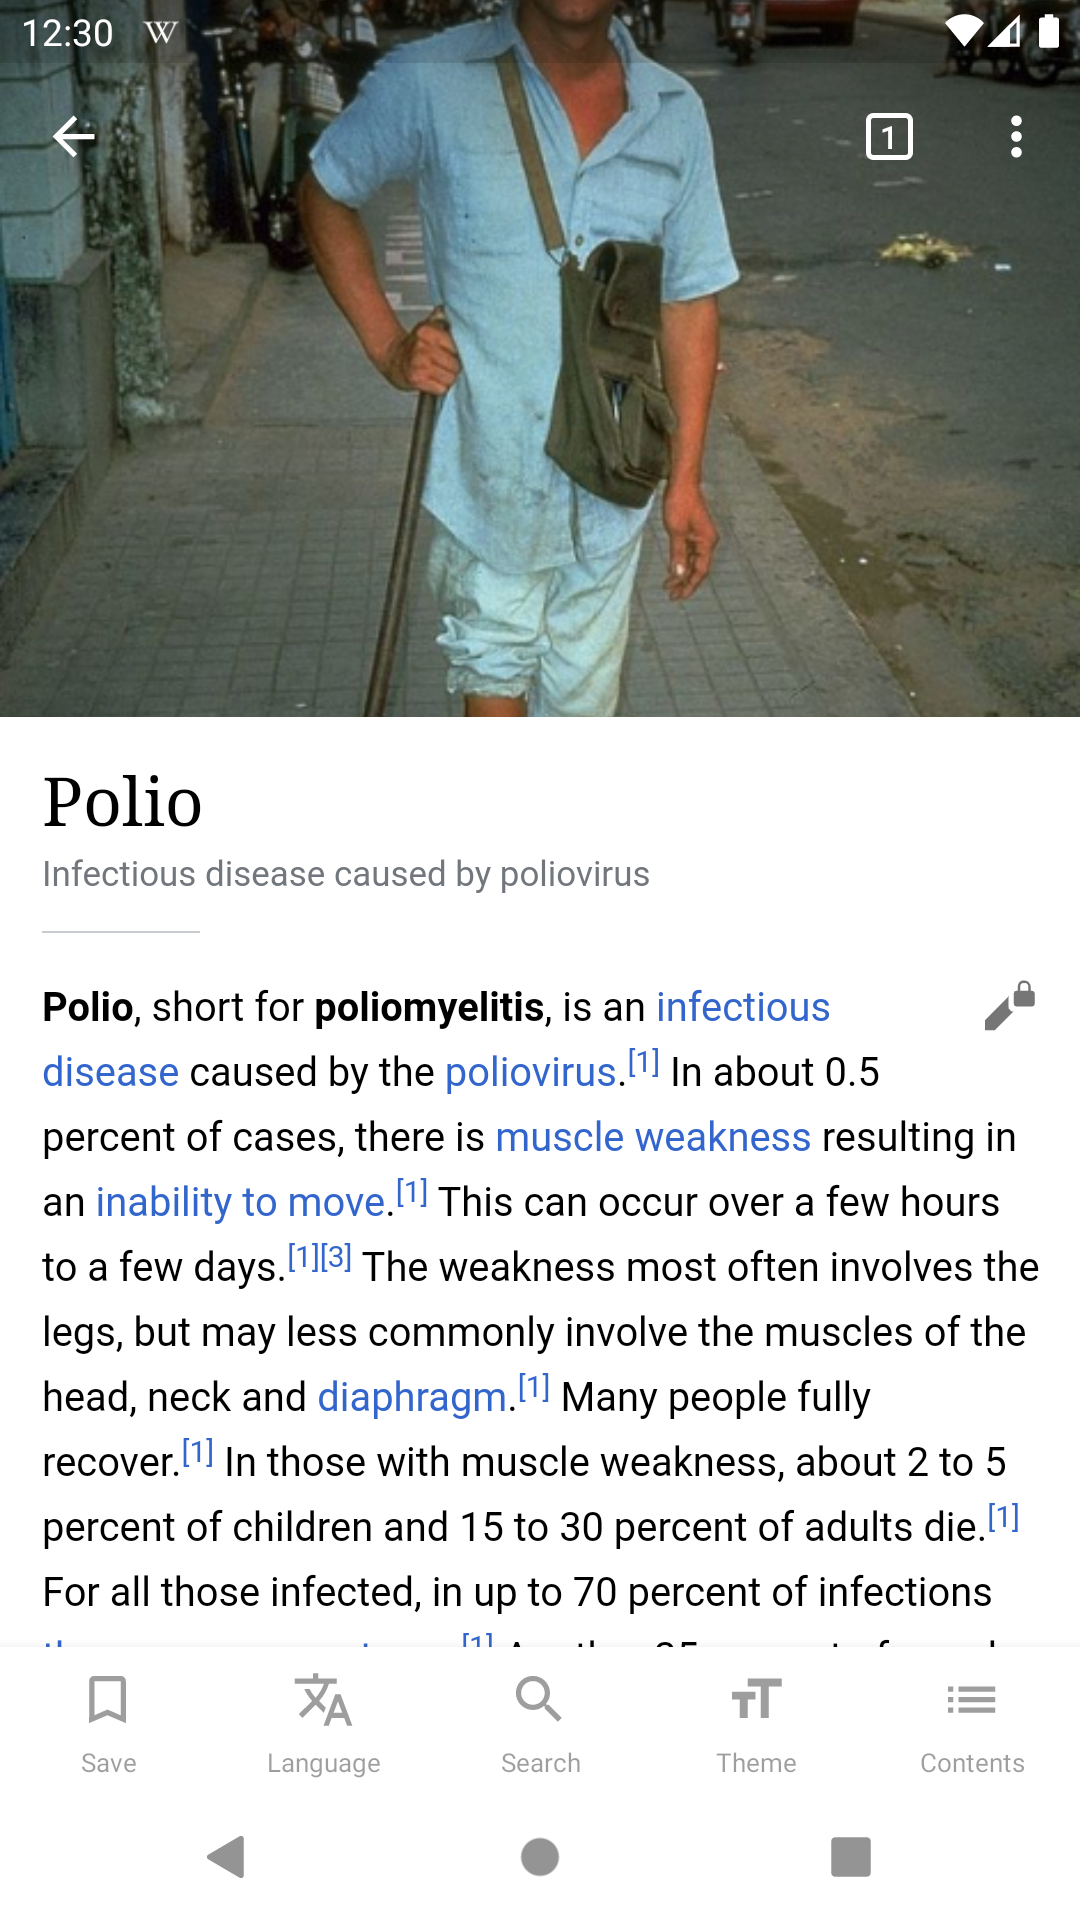 12:30 W
1
Polio
Infectious disease caused by poliovirus
Polio, short for poliomyelitis, is an infectious
disease caused by the poliovirus.[1] In about 0.5
percent of cases, there is muscle weakness resulting in
an inability to move.[1] This can occur over a few hours
to a few days.[1][3] The weakness most often involves the
legs, but may less commonly involve the muscles of the
head, neck and diaphragm.[1] Many people fully
recover.[1] In those with muscle weakness, about 2 to 5
percent of children and 15 to 30 percent of adults die.[1]
For all those infected, in up to 70 percent of infections
[1]
Save Language Search Theme Contents